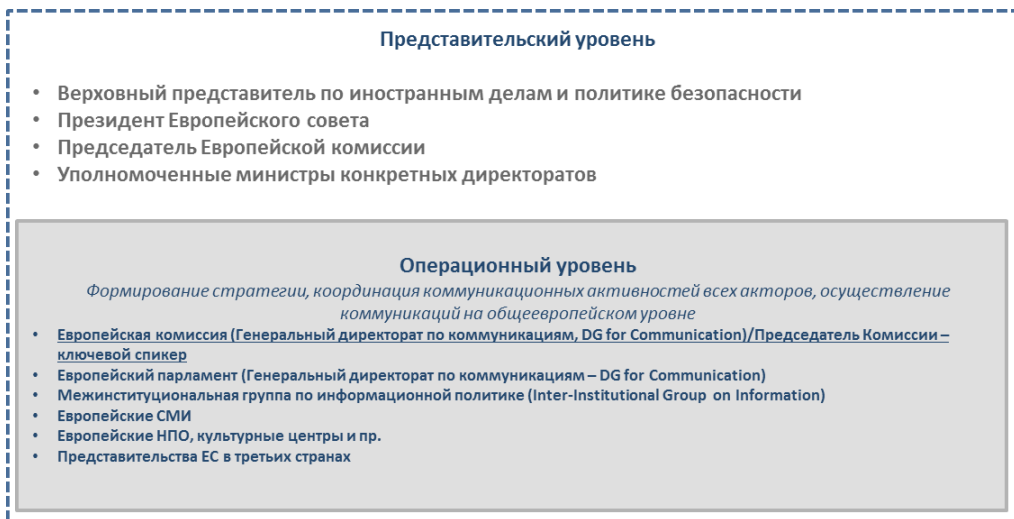 Представительский уровень
• Верховный представитель по иностранным делам и политике безопасности
• Президент Европейского совета
• Председатель Европейской комиссии
• Уполномоченные министры конкретных директоратов
Операционный уровень
Формирование стратегии, координация коммуникационных активностей всех акторов, осуществление
коммуникаций на общеевропейском уровне
• Европейская комиссия (Генеральный директорат по коммуникациям, DG for Communication)/Председатель Комиссии –
ключевой спикер
• Европейский парламент (Генеральный директорат по коммуникациям – DG for Communication)
• Межинституциональная группа по информационной политике (Inter-Institutional Group on Information)
• Европейские СМИ
• Европейские НПО, культурные центры и пр.
• Представительства ЕС в третьих странах